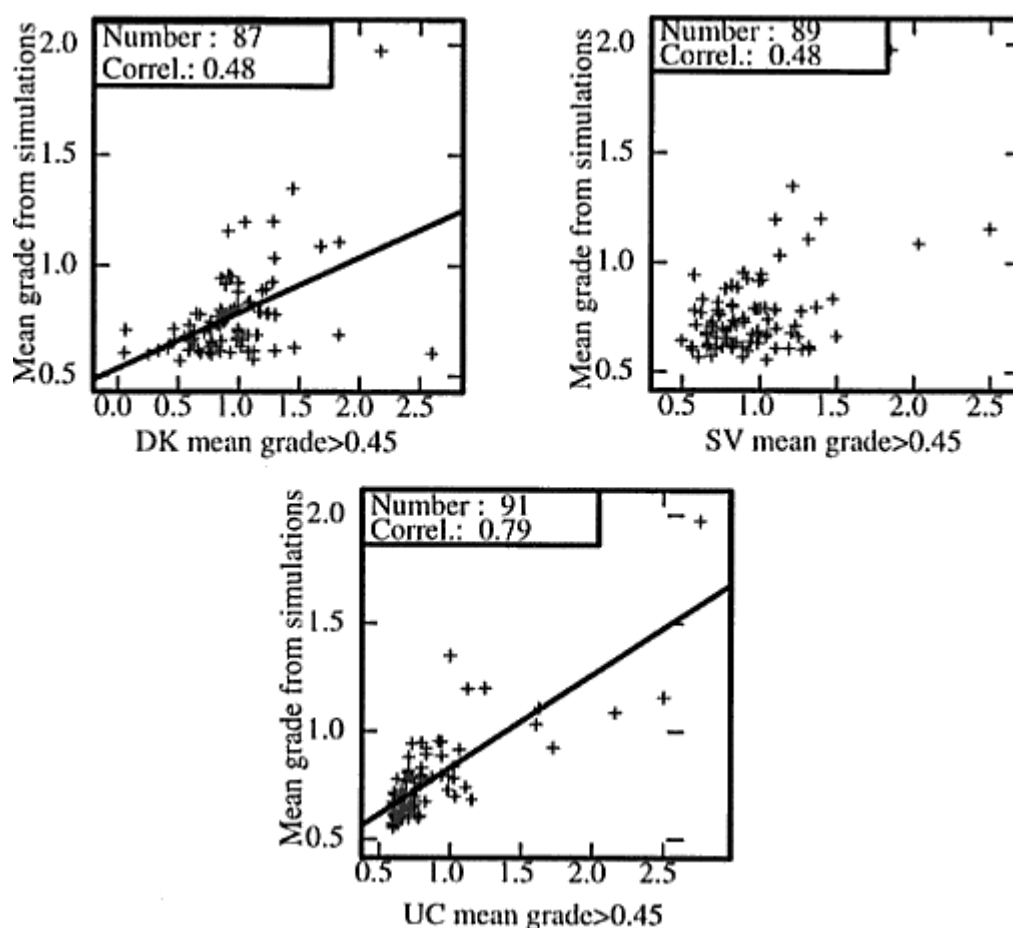 Number : 87
Correl.: 0.48
Mean grade from simulations
2.0
1.5
1.0
0.5
0.0 0.5 1.0 1.5 2.0 2.5
DK mean grade>0.45
Number : 89
Correl.: 0.48
Mean grade from simulations
2.0
1.5
1.0
0.5
0.5 1.0 1.5 2.0 2.5
SV mean grade>0.45
Number : 91
Correl.: 0.79
Mean grade from simulations
2.0
1.5
1.0
0.5
0.5 1.0 1.5 2.0 2.5
UC mean grade>0.45